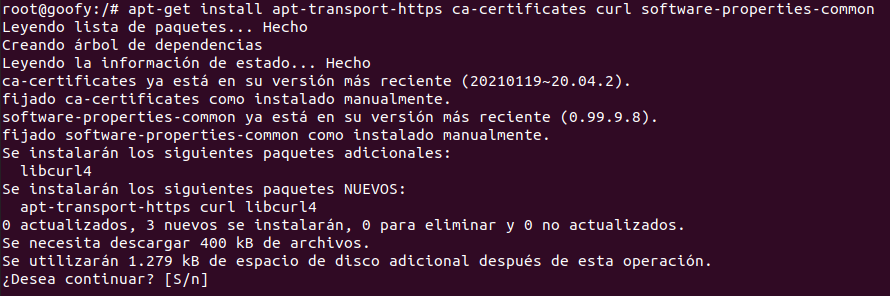 root@goofy:/# apt-get install apt-transport-https ca-certificates curl software-properties-common
Leyendo lista de paquetes... Hecho
Creando árbol de dependencias
Leyendo la información de estado... Hecho
ca-certificates ya está en su versión más reciente (20210119~20.04.2).
fijado ca-certificates como instalado manualmente.
software-properties-common ya está en su versión más reciente (0.99.9.8).
fijado software-properties-common como instalado manualmente.
Se instalarán los siguientes paquetes adicionales:
  libcurl4
Se instalarán los siguientes paquetes NUEVOS:
  apt-transport-https curl libcurl4
0 actualizados, 3 nuevos se instalarán, 0 para eliminar y 0 no actualizados.
Se necesita descargar 400 kB de archivos.
Se utilizarán 1.279 kB de espacio de disco adicional después de esta operación.
¿Desea continuar? [S/n]